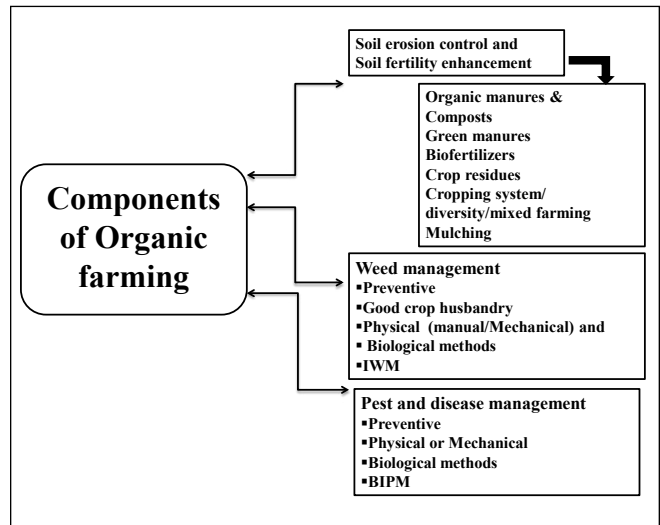 Components
of Organic
farming
Soil erosion control and
Soil fertility enhancement
Organic manures &
Composts
Green manures
Biofertilizers
Crop residues
Cropping system/
diversity/mixed farming
Mulching
Weed management
▪Preventive
▪Good crop husbandry
▪Physical (manual/Mechanical) and
▪ Biological methods
▪IWM
Pest and disease management
▪Preventive
▪Physical or Mechanical
▪Biological methods
▪BIPM